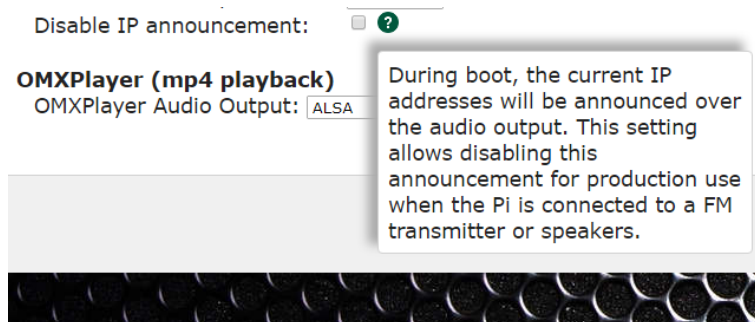 Disable IP announcement: ?
OMXPlayer (mp4 playback)
OMXPlayer Audio Output: ALSA
During boot, the current IP
addresses will be announced over
the audio output. This setting
allows disabling this
announcement for production use
when the Pi is connected to a FM
transmitter or speakers.